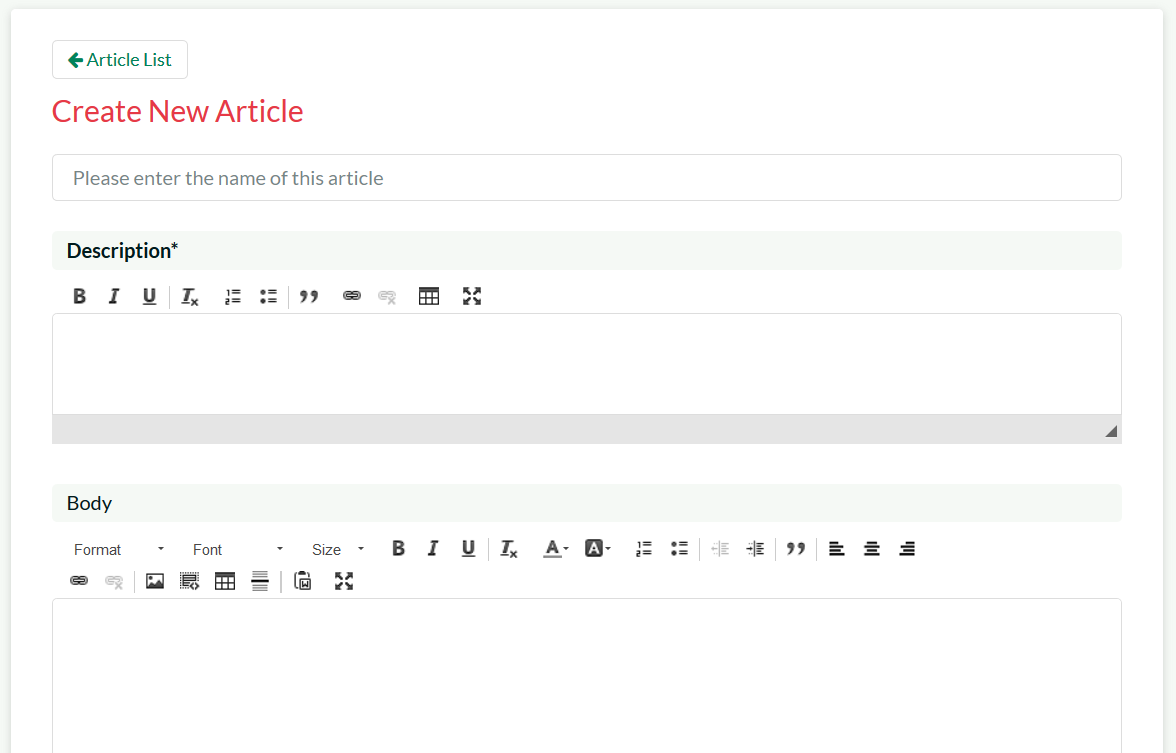 Article List
Create New Article
Please enter the name of this article
Description*
Body
Format Font Size